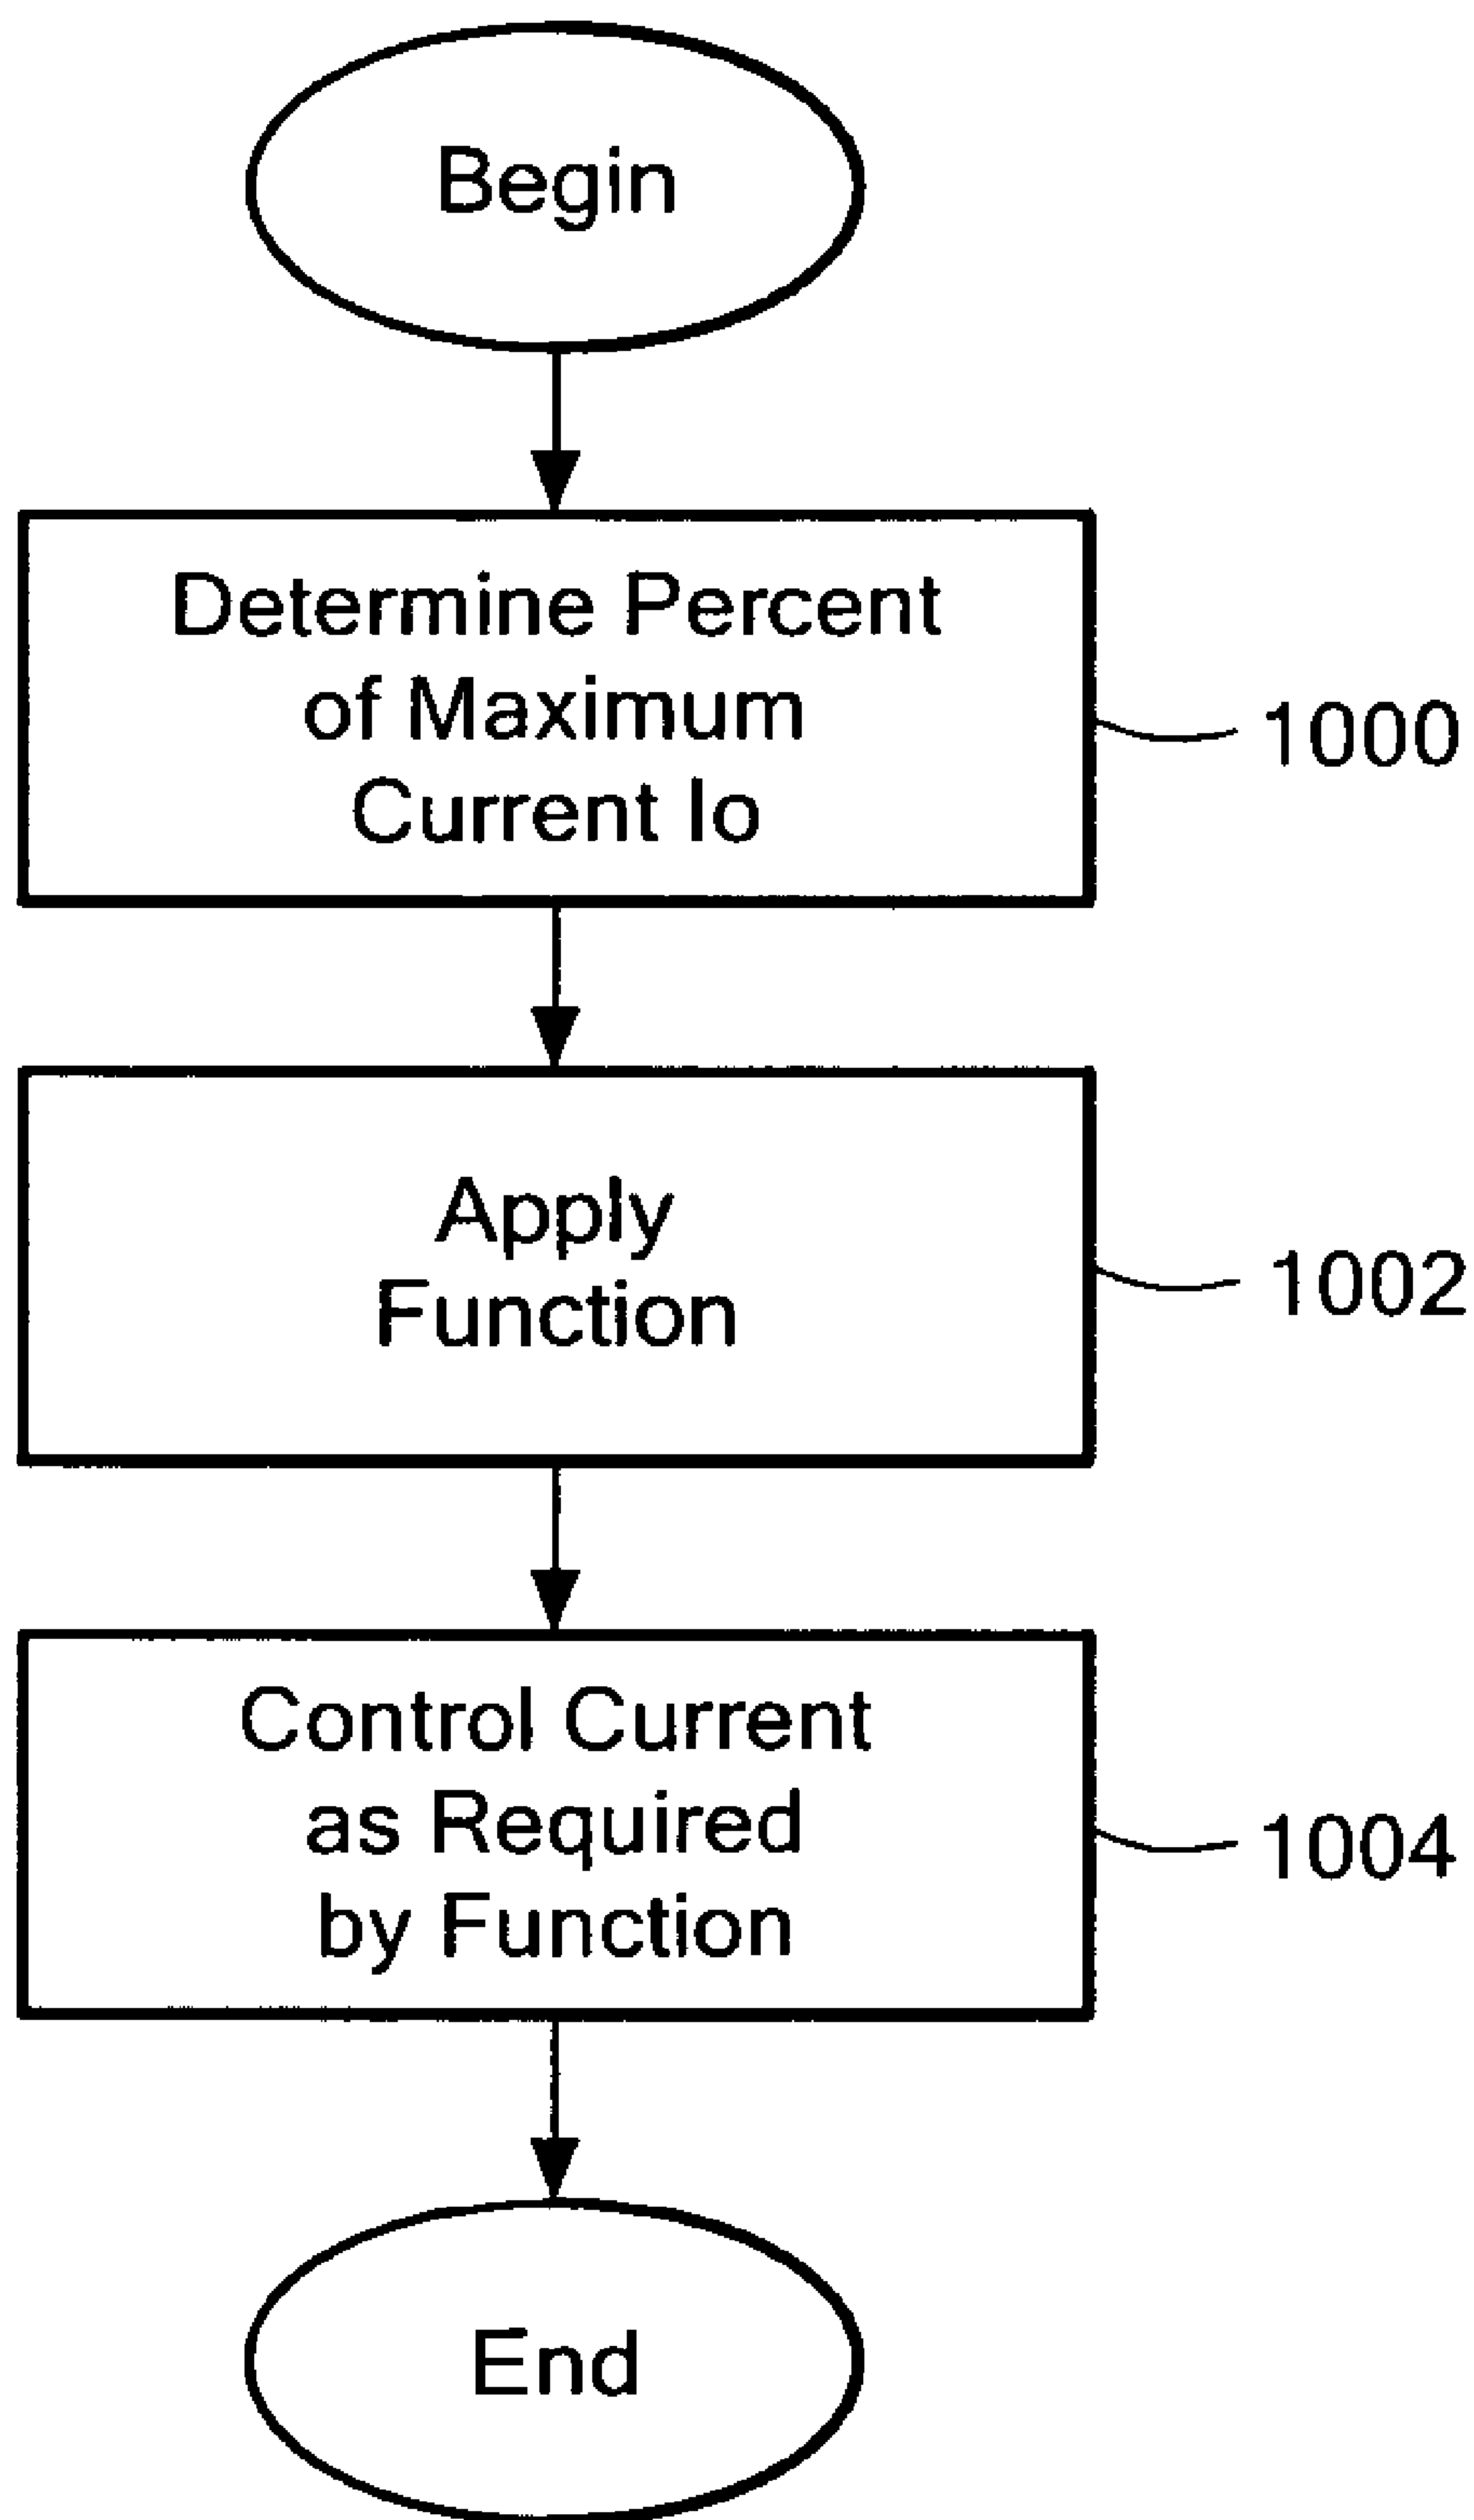 Begin
Determine Percent
of Maximum
Current Io
1000
Apply
Function
1002
Control Current
as Required
by Function
1004
End